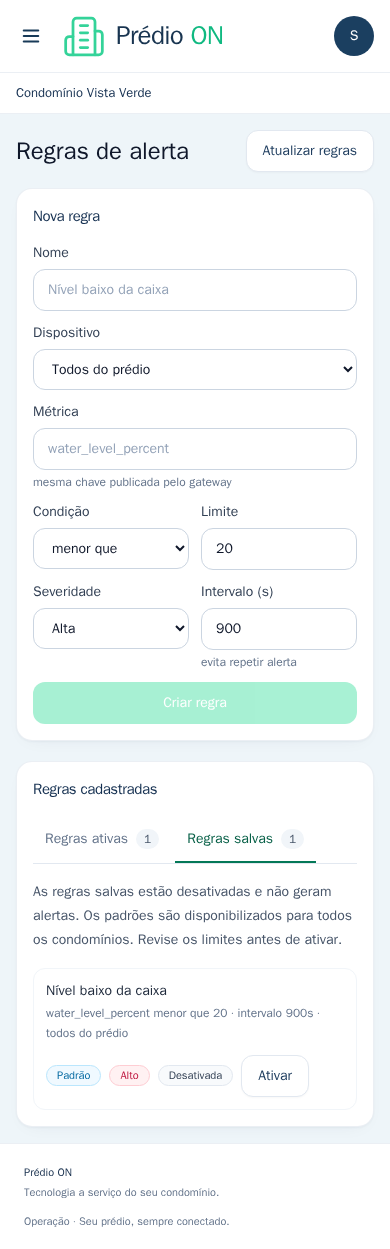 Prédio ON
S
Condomínio Vista Verde
Regras de alerta
Atualizar regras
Nova regra
Nome
Nível baixo da caixa
Dispositivo
Todos do prédio
Métrica
water_level_percent
mesma chave publicada pelo gateway
Condição
Limite
menor que
20
Severidade
Intervalo (s)
Alta
900
evita repetir alerta
Criar regra
Regras cadastradas
Regras ativas 1
Regras salvas 1
As regras salvas estão desativadas e não geram
alertas. Os padrões são disponibilizados para todos
os condomínios. Revise os limites antes de ativar.
Nível baixo da caixa
water_level_percent menor que 20 · intervalo 900s ·
todos do prédio
Padrão Alto Desativada Ativar
Prédio ON
Tecnologia a serviço do seu condomínio.
Operação · Seu prédio, sempre conectado.